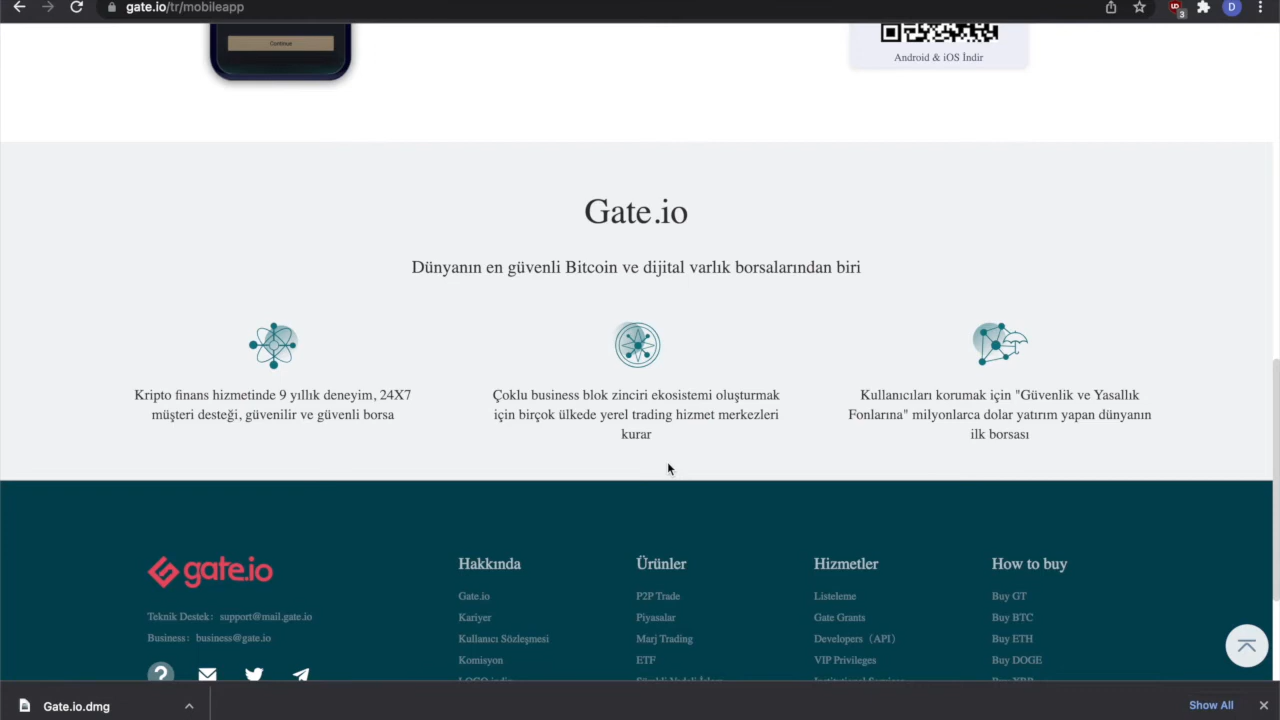 gate.io/tr/mobileapp
3
D
Continue
Android & iOS İndir
Gate.io
Dünyanın en güvenli Bitcoin ve dijital varlık borsalarından biri
Kripto finans hizmetinde 9 yıllık deneyim, 24X7
müşteri desteği, güvenilir ve güvenli borsa
Çoklu business blok zinciri ekosistemi oluşturmak
için birçok ülkede yerel trading hizmet merkezleri
kurar
Kullanıcıları korumak için "Güvenlik ve Yasallık
Fonlarına" milyonlarca dolar yatırım yapan dünyanın
ilk borsası
gate.io
Teknik Destek： support@mail.gate.io
Business：business@gate.io
Hakkında
Gate.io
Kariyer
Kullanıcı Sözleşmesi
Komisyon
Ürünler
P2P Trade
Piyasalar
Marj Trading
ETF
Hizmetler
Listeleme
Gate Grants
Developers（API）
VIP Privileges
How to buy
Buy GT
Buy BTC
Buy ETH
Buy DOGE
Gate.io.dmg
Show All